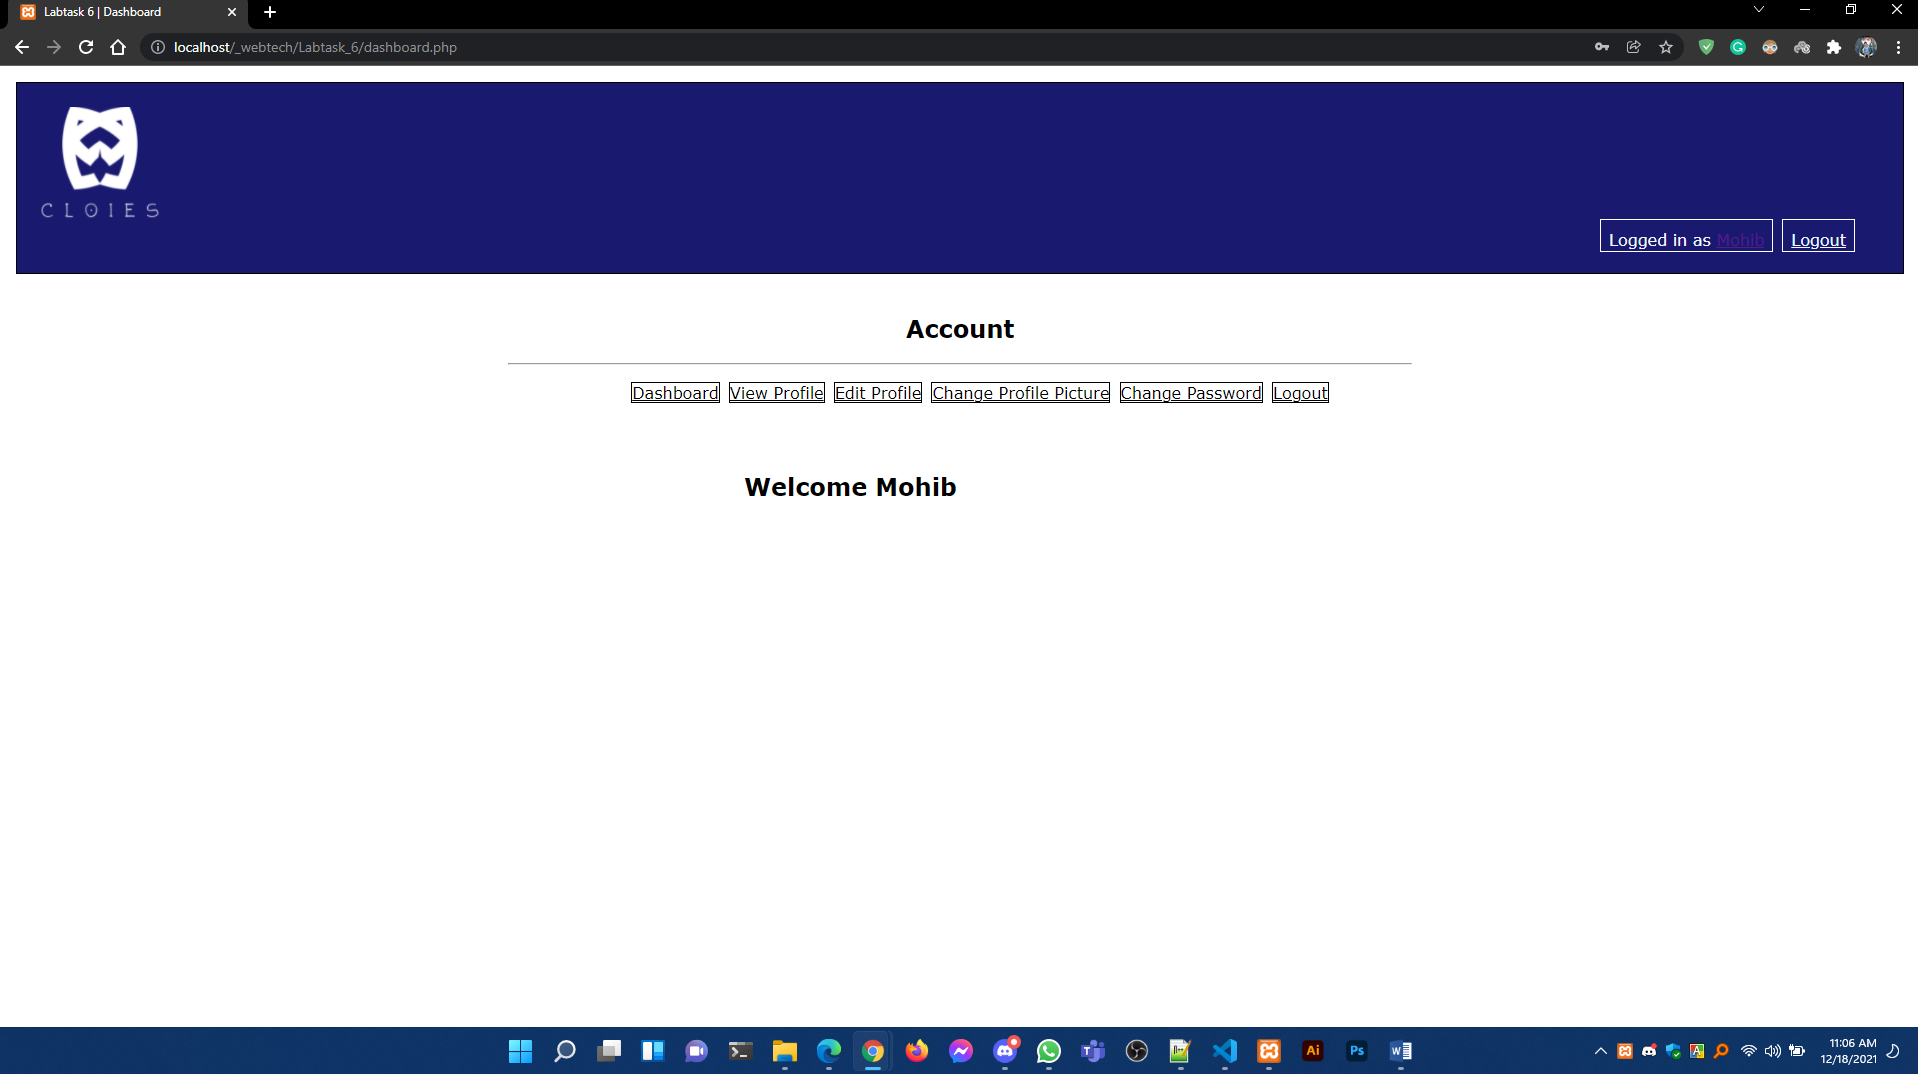 Labtask 6 | Dashboard
localhost/_webtech/Labtask_6/dashboard.php
CLOIES
Logged in as Mohib Logout
Account
Dashboard View Profile Edit Profile Change Profile Picture Change Password Logout
Welcome Mohib
Ai Ps
11:06 AM
12/18/2021